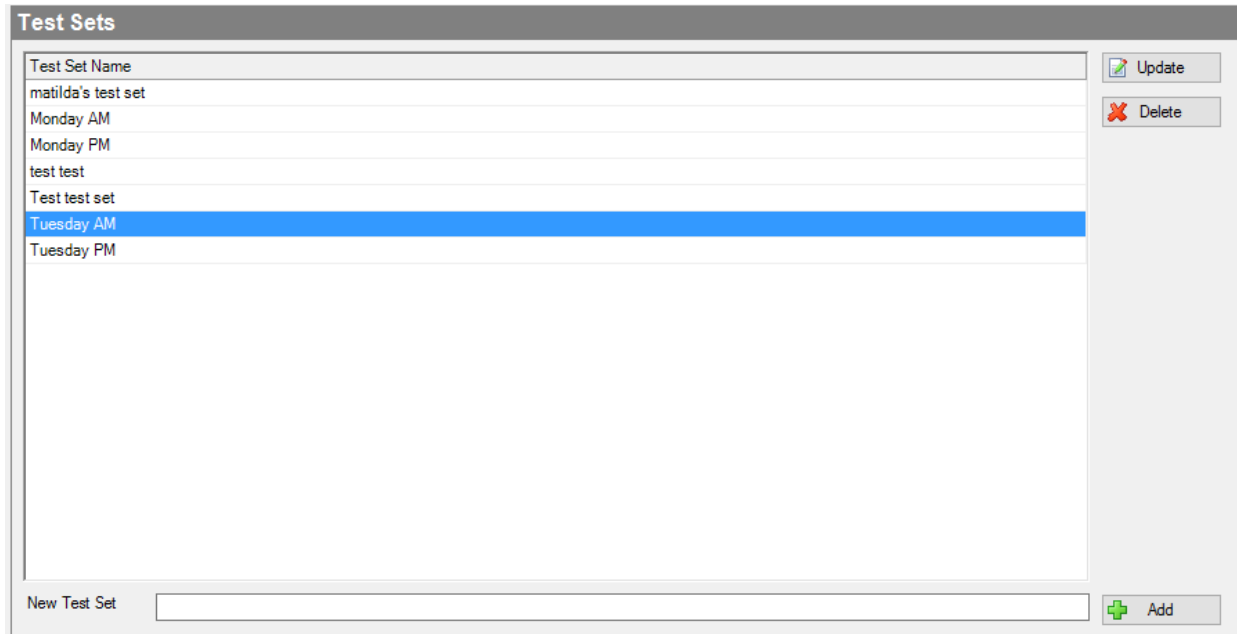 Test Sets
Test Set Name
Update
matilda's test set
Monday AM
Delete
Monday PM
test test
Test test set
Tuesday AM
Tuesday PM
New Test Set
Add